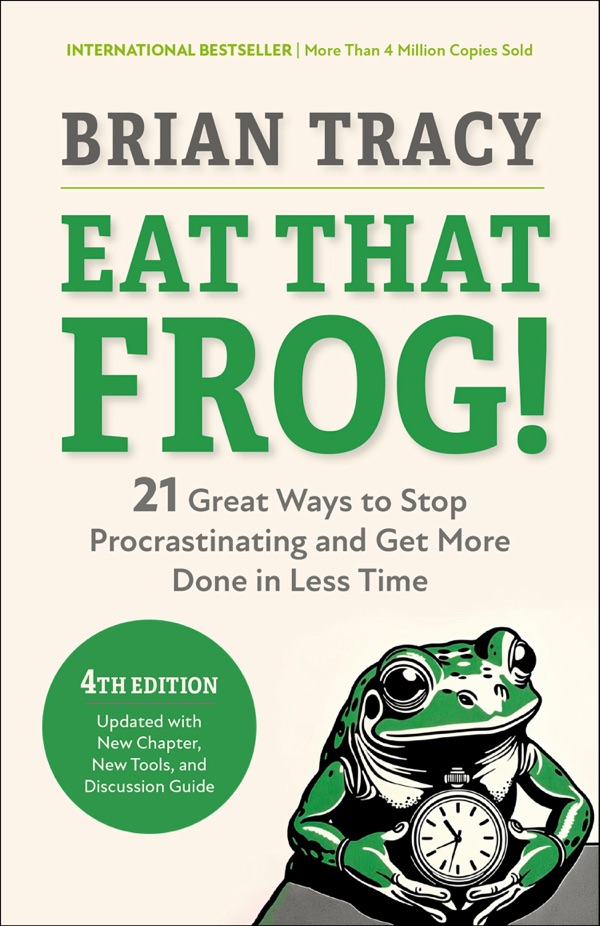 INTERNATIONAL BESTSELLER | More Than 4 Million Copies Sold
BRIAN TRACY
EAT THAT
FROG!
21 Great Ways to Stop
Procrastinating and Get More
Done in Less Time
4TH EDITION
Updated with
New Chapter,
New Tools, and
Discussion Guide